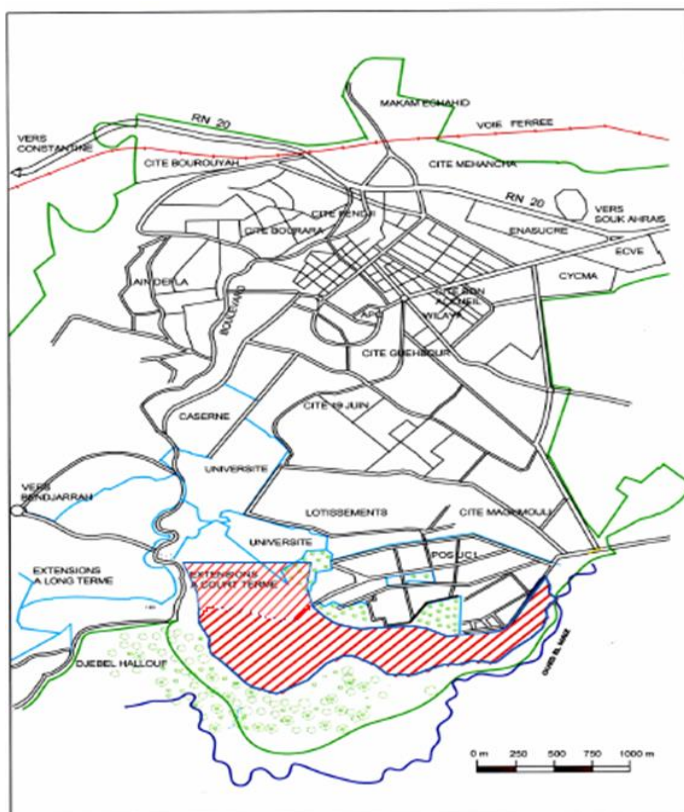 MAKAM ECHAHID
RN 20
VOIE FERREE
VERS
CONSTANTINE
CITE BOUROUYAH
CITE MEHANCHA
RN 20
VERS
SOUK AHRAIS
CITE FENDJI
CITE BOURARA
ENASUCRE
ECVE
AIN DEFLA
CYCMA
BOULEVARD
APC
WILAYA
CITE GUEHDOUR
CASERNE
CITE 19 JUIN
UNIVERSITE
VERS
BENDJARRAH
LOTISSEMENTS
CITE MAGHMOULI
UNIVERSITE
POS UC1
EXTENSIONS
A LONG TERME
EXTENSIONS
A COURT TERME
DJEBEL HALLOUF
OUED EL MAIZ
0 m 250 500 750 1000 m